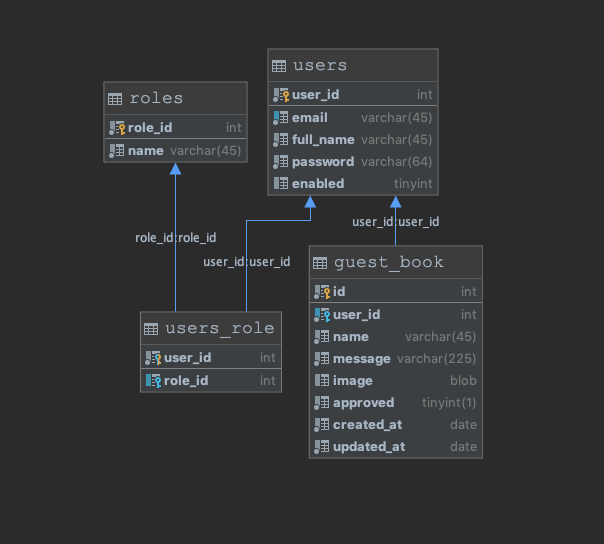 roles
role_id int
name varchar(45)
users
user_id int
email varchar(45)
full_name varchar(45)
password varchar(64)
enabled tinyint
role_id:role_id
user_id:user_id
user_id:user_id
users_role
user_id int
role_id int
guest_book
id int
user_id int
name varchar(45)
message varchar(225)
image blob
approved tinyint(1)
created_at date
updated_at date